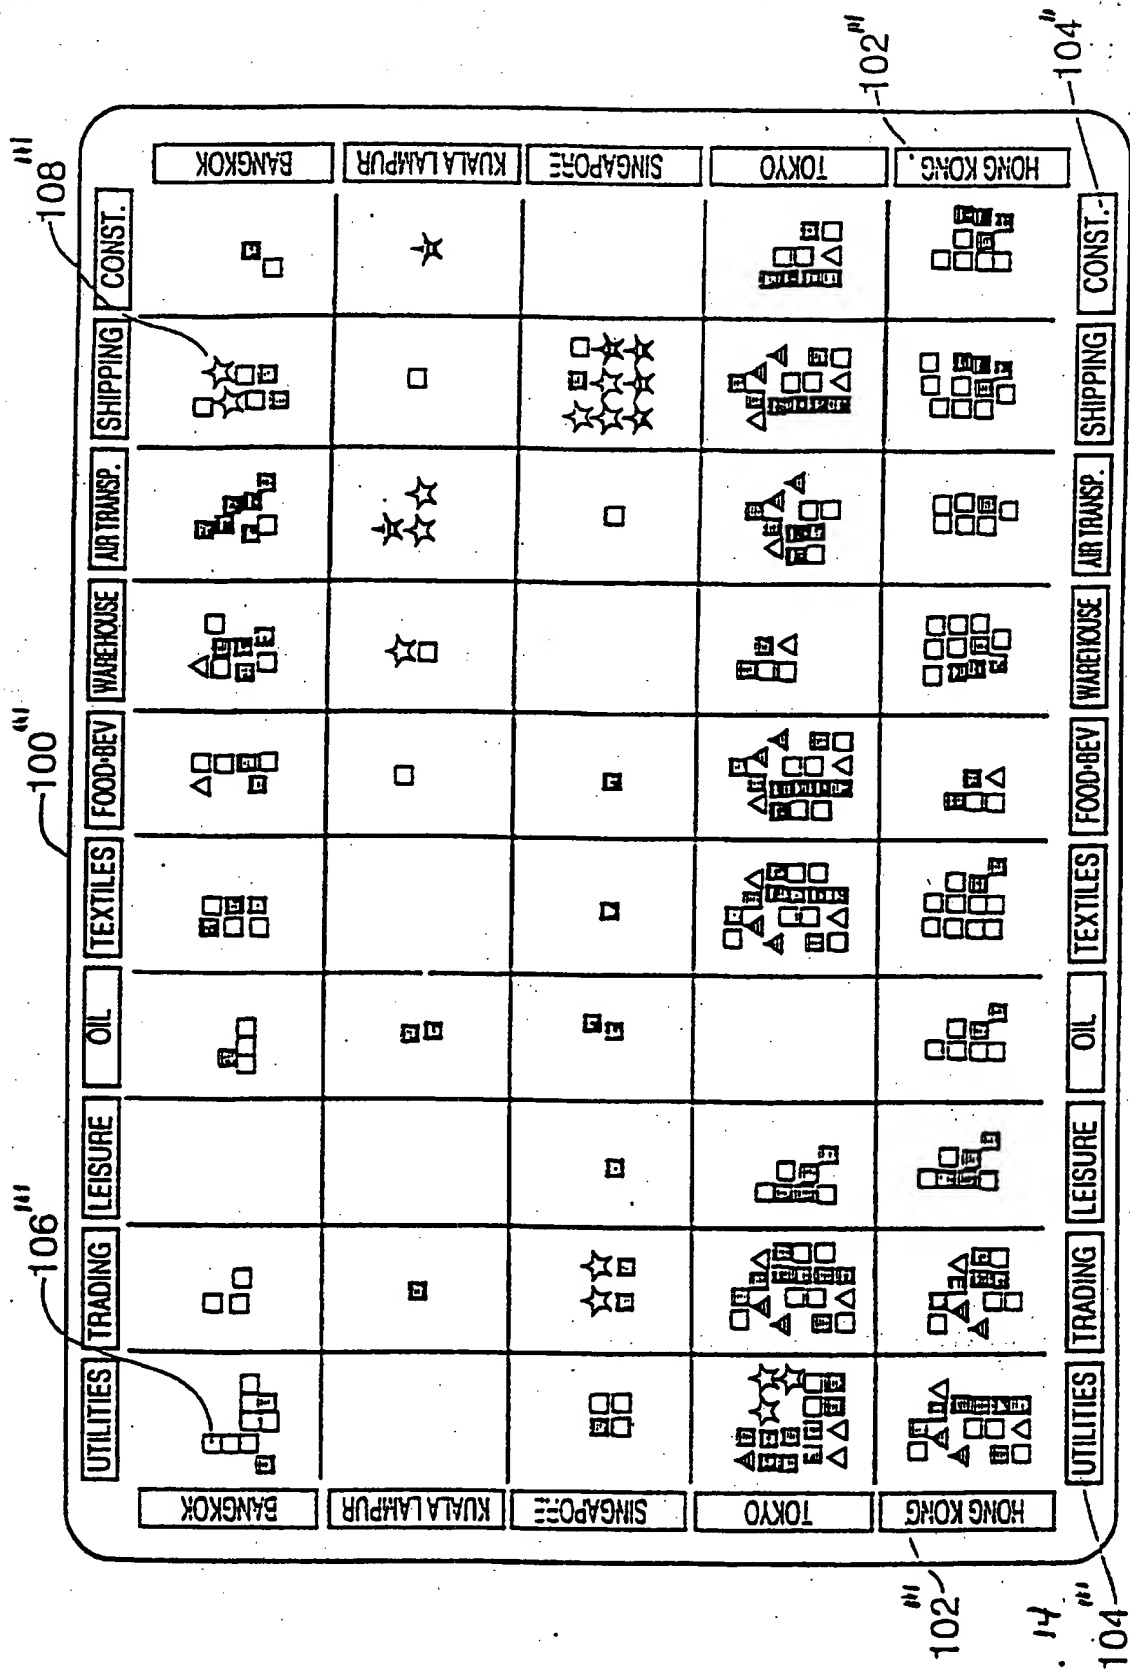 108'''
100'''
106'''
UTILITIES TRADING LEISURE OIL TEXTILES FOOD•BEV WAREHOUSE AIR TRANSP. SHIPPING CONST.
BANGKOK BANGKOK
KUALA LAMPUR KUALA LAMPUR
SINGAPORE SINGAPORE
TOKYO TOKYO
HONG KONG HONG KONG
102'''
102'''
UTILITIES TRADING LEISURE OIL TEXTILES FOOD•BEV WAREHOUSE AIR TRANSP. SHIPPING CONST.
104'''
104''
14